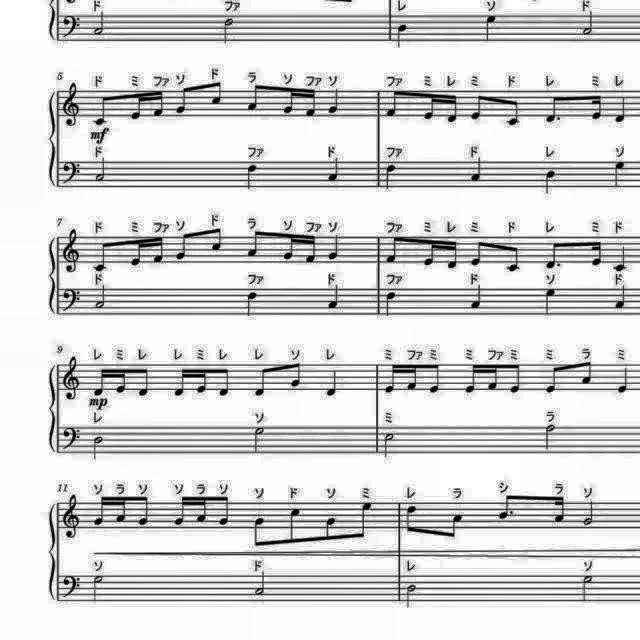 ド ファ レ ソ ド
5 ド ミ ファ ソ ド ラ ソ ファ ソ ファ ミ レ ミ ド レ ミ レ
mf
ド ファ ド ファ ド レ ソ
7 ド ミ ファ ソ ド ラ ソ ファ ソ ファ ミ レ ミ ド レ ミ ド
ド ファ ド ファ ド ソ ド
9 レ ミ レ レ ミ レ レ ソ レ ミ ファ ミ ミ ファ ミ ミ ラ ミ
mp
レ ソ ミ ラ
11 ソ ラ ソ ソ ラ ソ ソ ド ソ ミ レ ラ シ ラ ソ
ソ ド レ ソ